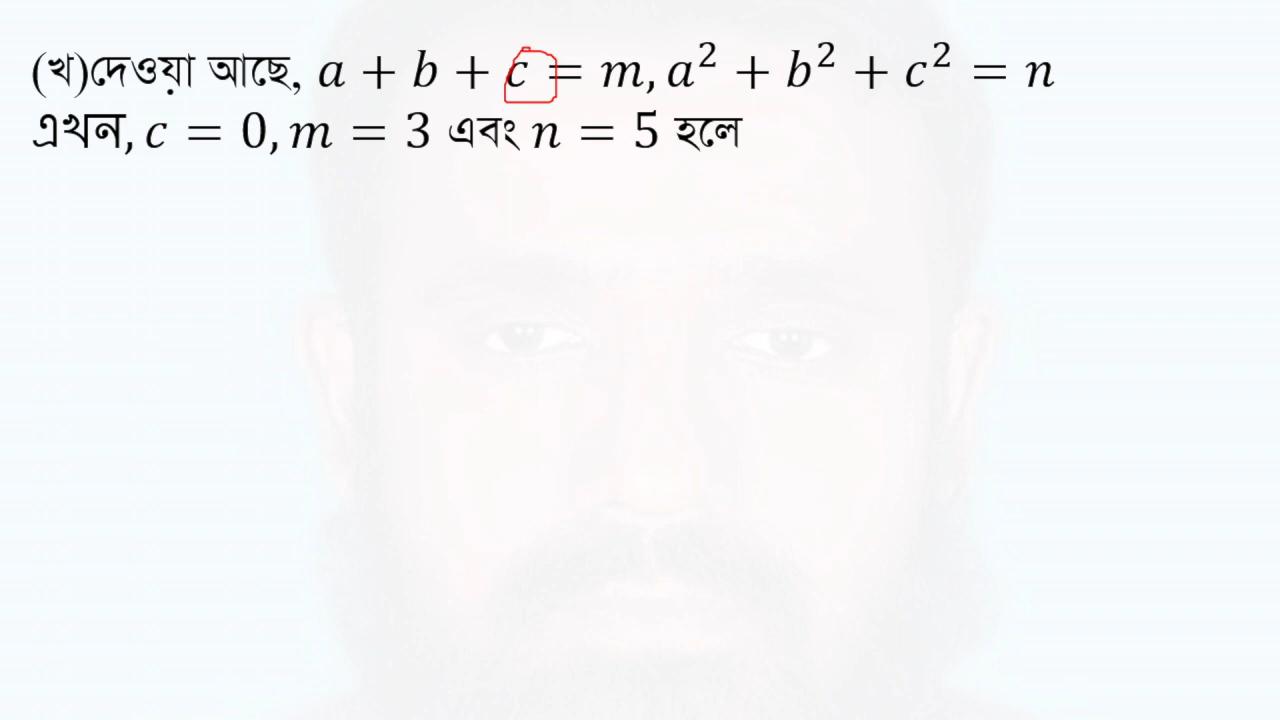 (খ)দেওয়া আছে, a + b + c = m, a² + b² + c² = n
এখন, c = 0, m = 3 এবং n = 5 হলে